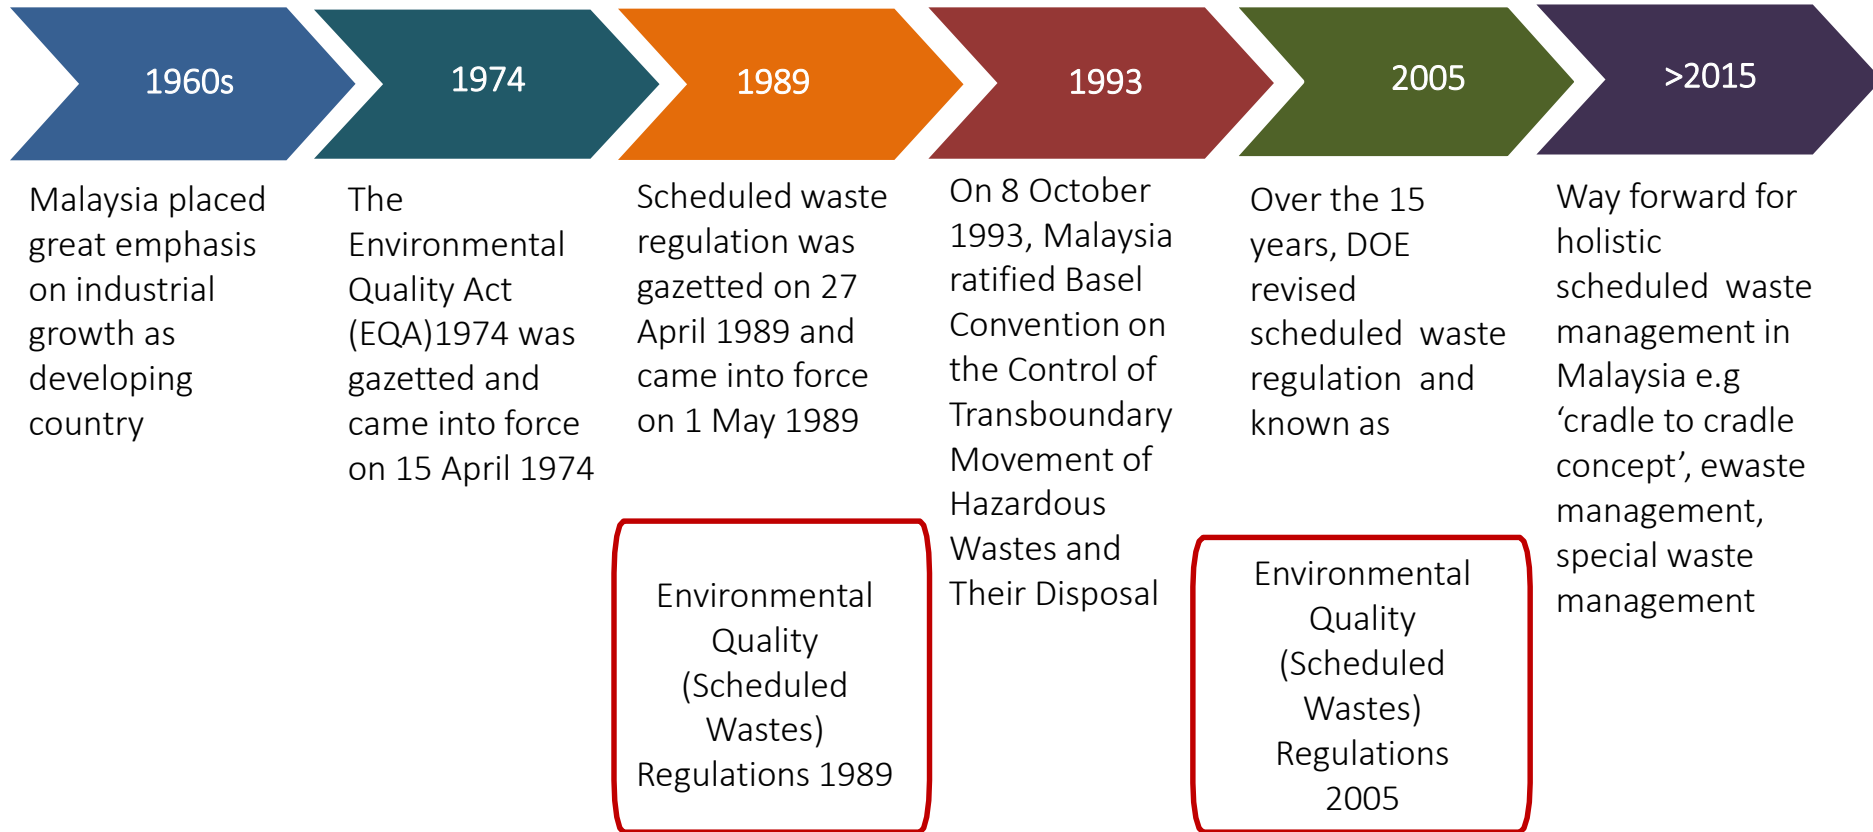 1960s
1974
1989
1993
2005
>2015
Malaysia placed
great emphasis
on industrial
growth as
developing
country
The
Environmental
Quality Act
(EQA)1974 was
gazetted and
came into force
on 15 April 1974
Scheduled waste
regulation was
gazetted on 27
April 1989 and
came into force
on 1 May 1989
Environmental
Quality
(Scheduled
Wastes)
Regulations 1989
On 8 October
1993, Malaysia
ratified Basel
Convention on
the Control of
Transboundary
Movement of
Hazardous
Wastes and
Their Disposal
Over the 15
years, DOE
revised
scheduled waste
regulation and
known as
Environmental
Quality
(Scheduled
Wastes)
Regulations
2005
Way forward for
holistic
scheduled waste
management in
Malaysia e.g
‘cradle to cradle
concept’, ewaste
management,
special waste
management